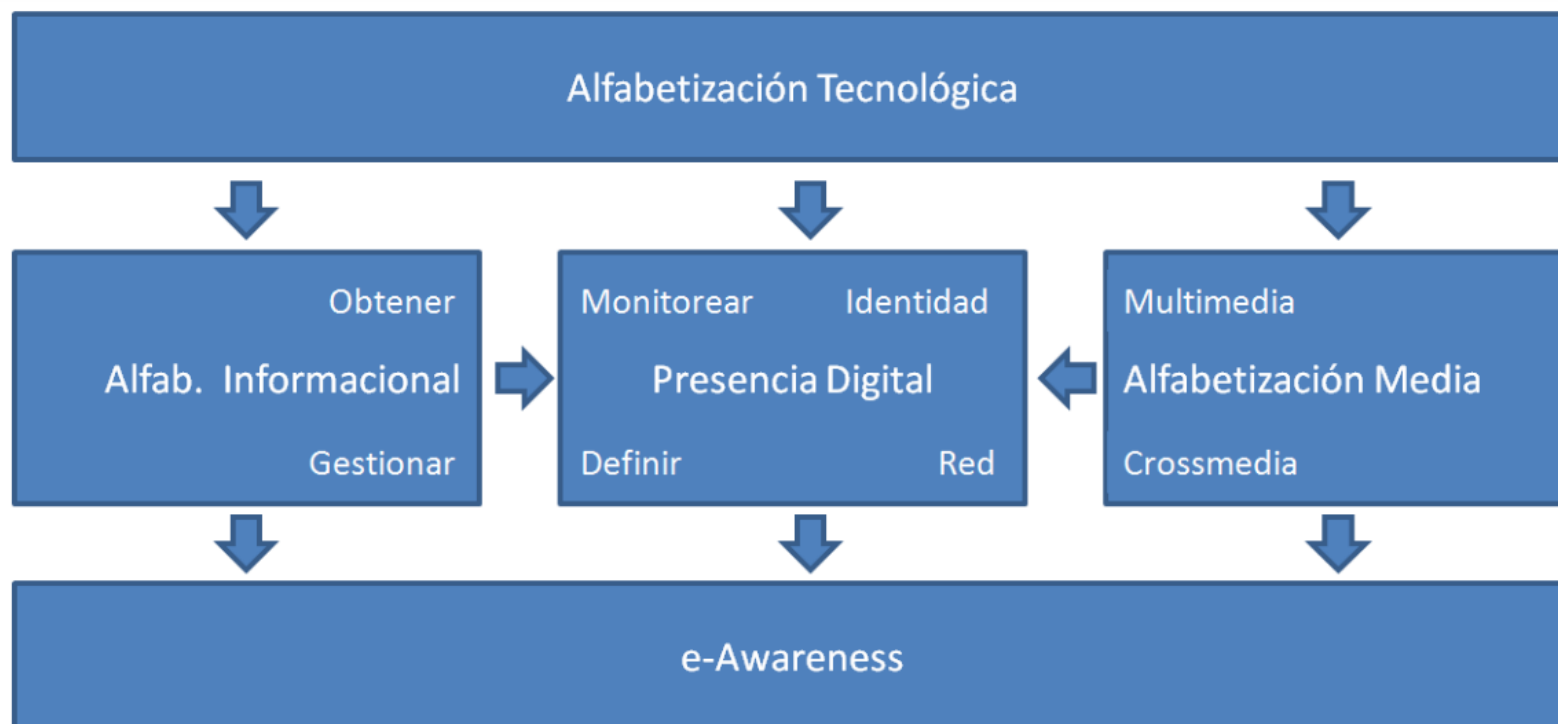 Alfabetización Tecnológica
Obtener
Alfab. Informacional
Gestionar
Monitorear Identidad
Presencia Digital
Definir Red
Multimedia
Alfabetización Media
Crossmedia
e-Awareness